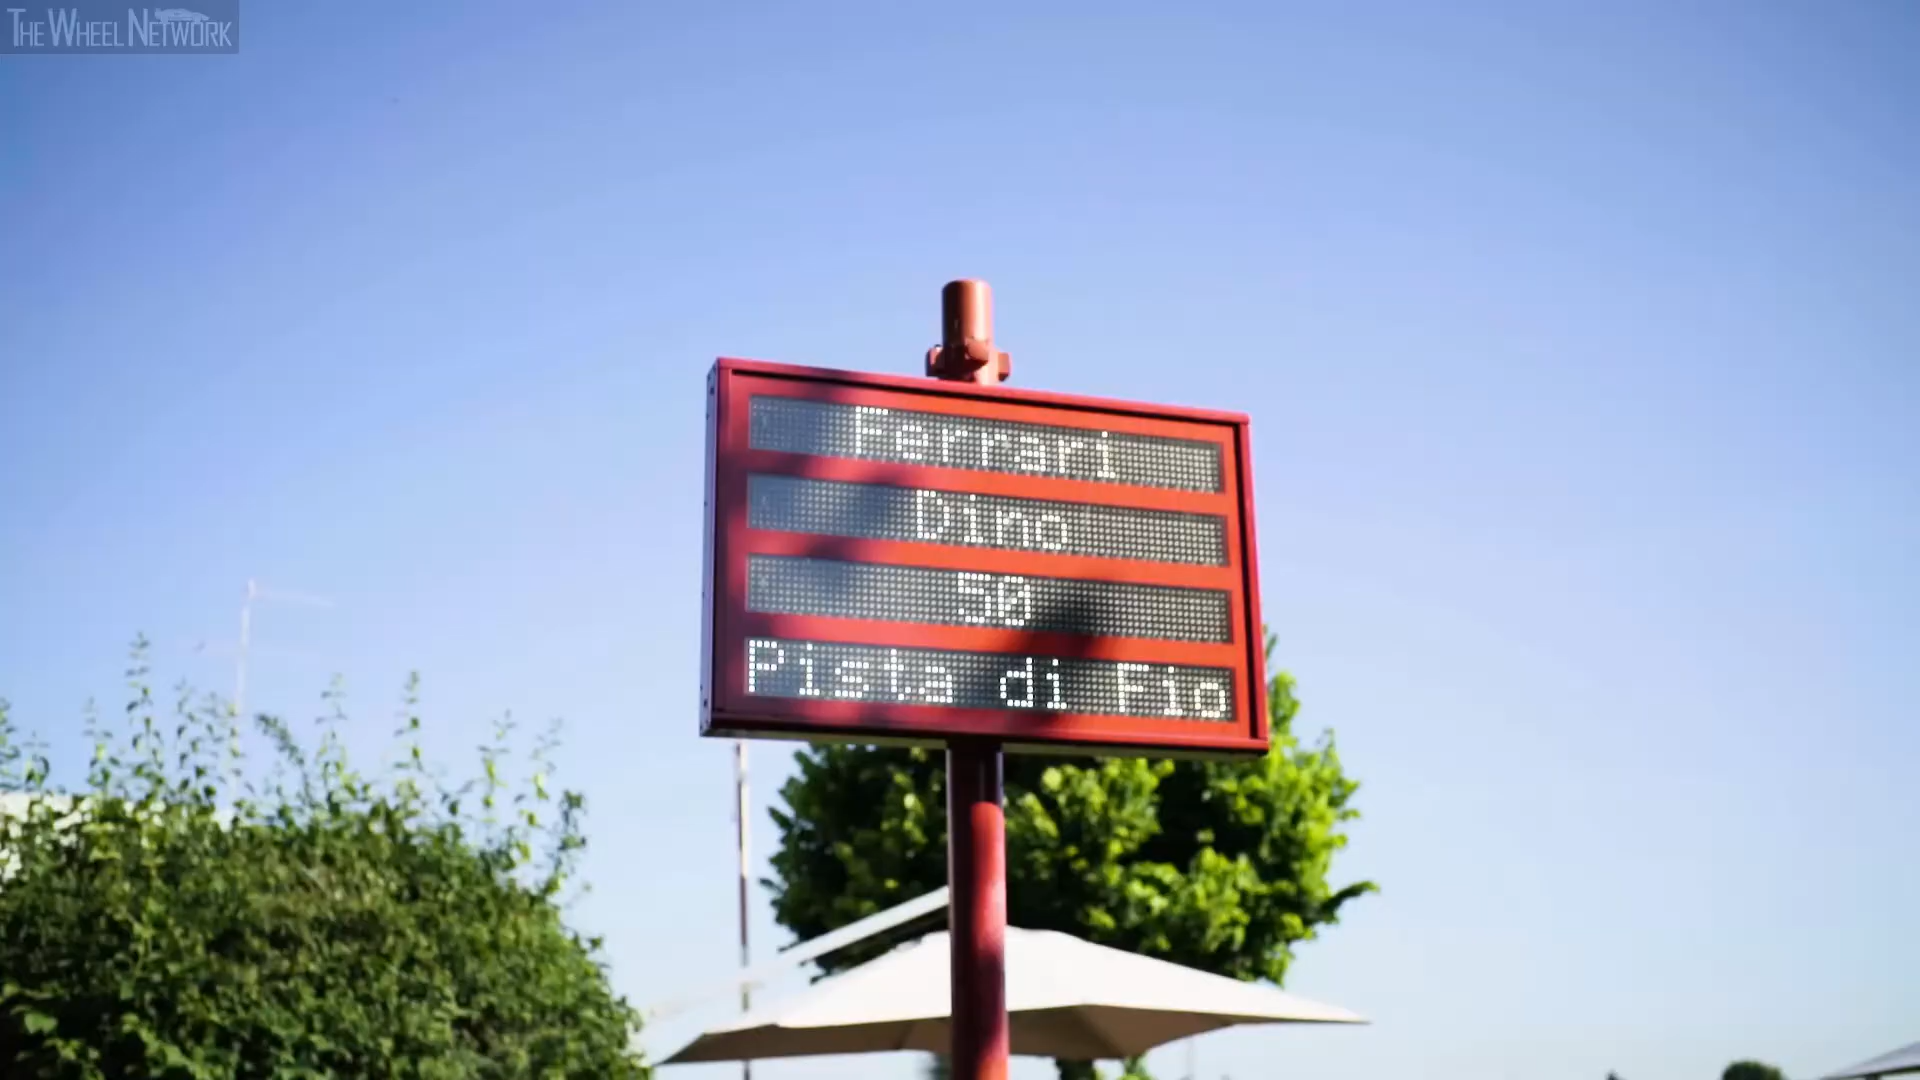 THE WHEEL NETWORK
Ferrari
Dino
50
Pista di Fio